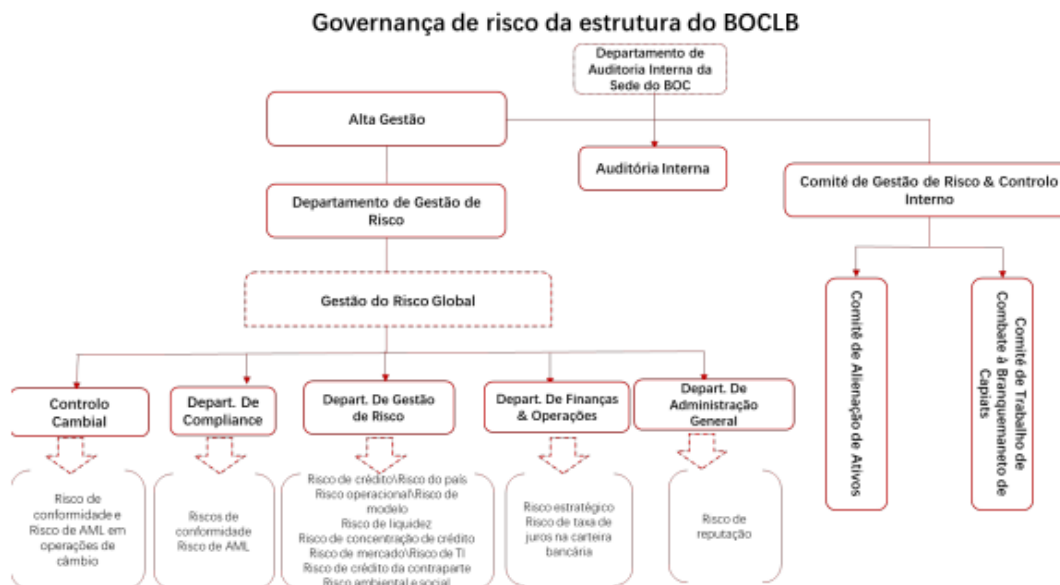 Governança de risco da estrutura do BOCLB
Departamento de
Auditoria Interna da
Sede do BOC
Alta Gestão
Auditória Interna
Comité de Gestão de Risco & Controlo
Interno
Departamento de Gestão de
Risco
Gestão do Risco Global
Comitê de Alienação de Ativos
Comité de Trabalho de
Combate à Branquemaneto de
Capiats
Controlo
Cambial
Depart. De
Compliance
Depart. De Gestão
de Risco
Depart. De Finanças
& Operações
Depart. De
Administração
General
Risco de
conformidade e
Risco de AML em
operações de
câmbio
Riscos de
conformidade
Risco de AML
Risco de crédito\Risco do país
Risco operacional\Risco de
modelo
Risco de liquidez
Risco de concentração de crédito
Risco de mercado\Risco de TI
Risco de crédito da contraparte
Risco ambiental e social
Risco estratégico
Risco de taxa de
juros na carteira
bancária
Risco de
reputação